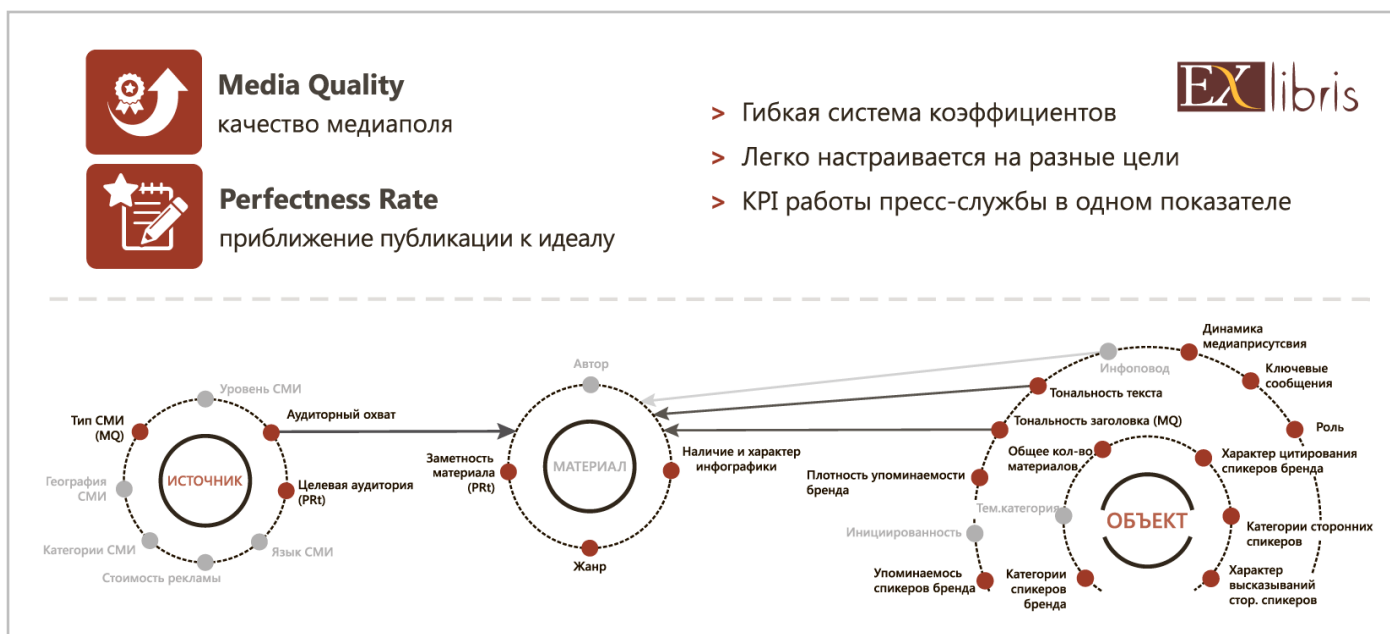 Media Quality
качество медиаполя
Perfectness Rate
приближение публикации к идеалу
> Гибкая система коэффициентов
> Легко настраивается на разные цели
> KPI работы пресс-службы в одном показателе
EX libris
Уровень СМИ
Тип СМИ
(MQ)
Аудиторный охват
ИСТОЧНИК
География
СМИ
Целевая аудитория
(PRt)
Категории СМИ
Язык СМИ
Стоимость рекламы
Автор
МАТЕРИАЛ
Заметность
материала
(PRt)
Наличие и характер
инфографики
Жанр
Динамика
медиаприсутсвия
Инфоповод
Ключевые
сообщения
Тональность текста
Тональность заголовка (MQ)
Роль
Общее кол-во
материалов
Характер цитирования
спикеров бренда
Плотность упоминаемости
бренда
Тем.категория
ОБЪЕКТ
Инициированность
Категории сторонних
спикеров
Упоминаемось
спикеров бренда
Категории
спикеров
бренда
Характер
высказываний
стор. спикеров